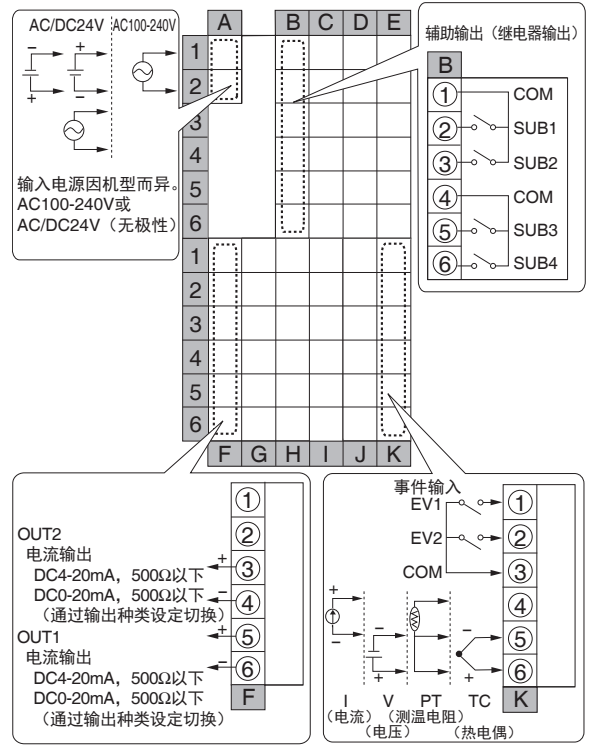 AC/DC24V AC100-240V
− + +
+ −
输入电源因机型而异。
AC100-240V或
AC/DC24V（无极性）
A B C D E
1
2
3
4
5
6
1
2
3
4
5
6
F G H I J K
辅助输出（继电器输出）
B
① COM
② SUB1
③ SUB2
④ COM
⑤ SUB3
⑥ SUB4
①
OUT2 ②
电流输出
DC4-20mA，500Ω以下 + ③
DC0-20mA，500Ω以下 − ④
（通过输出种类设定切换）
OUT1 + ⑤
电流输出
DC4-20mA，500Ω以下 − ⑥
DC0-20mA，500Ω以下 F
（通过输出种类设定切换）
事件输入
EV1 ①
EV2 ②
COM ③
④
+ − − ⑤
− + + ⑥
I V PT TC K
（电流） （测温电阻）
（电压） （热电偶）